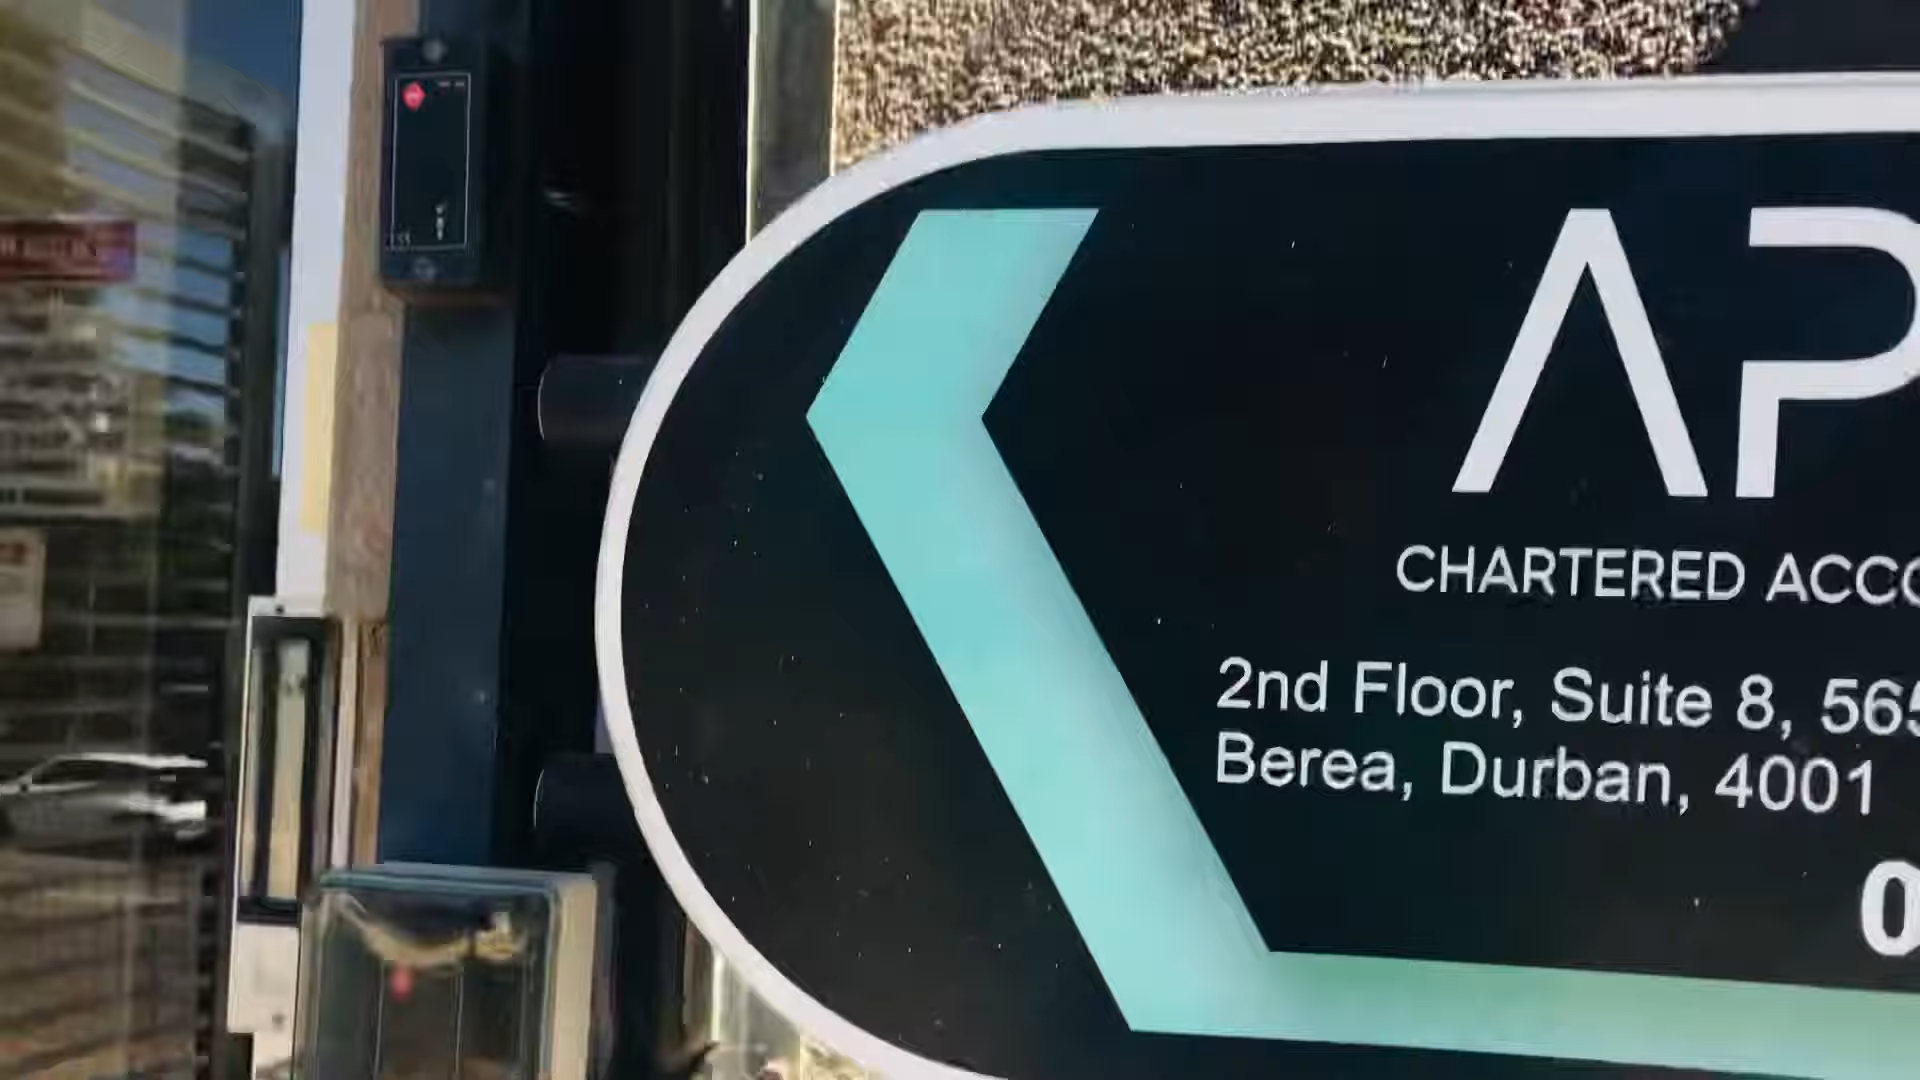 AP
CHARTERED ACCO
2nd Floor, Suite 8, 565
Berea, Durban, 4001
0